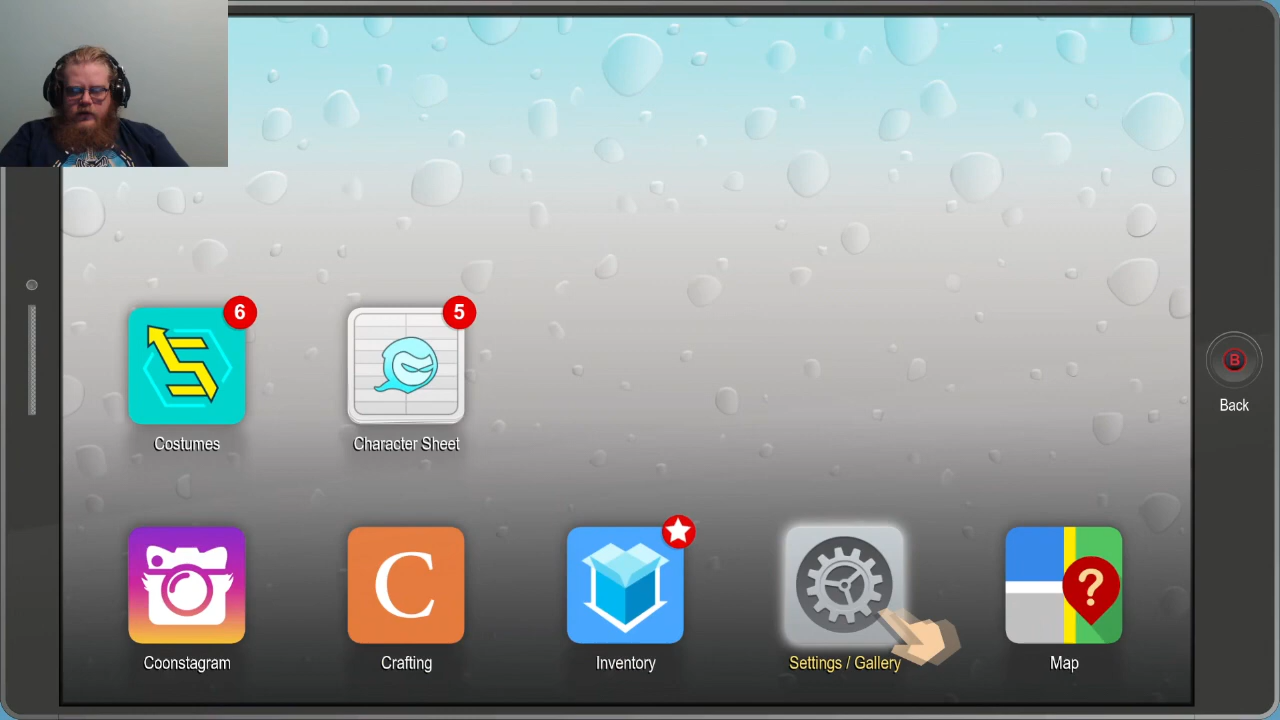 6
5
Costumes
Character Sheet
B
Back
C
?
Coonstagram
Crafting
Inventory
Settings / Gallery
Map